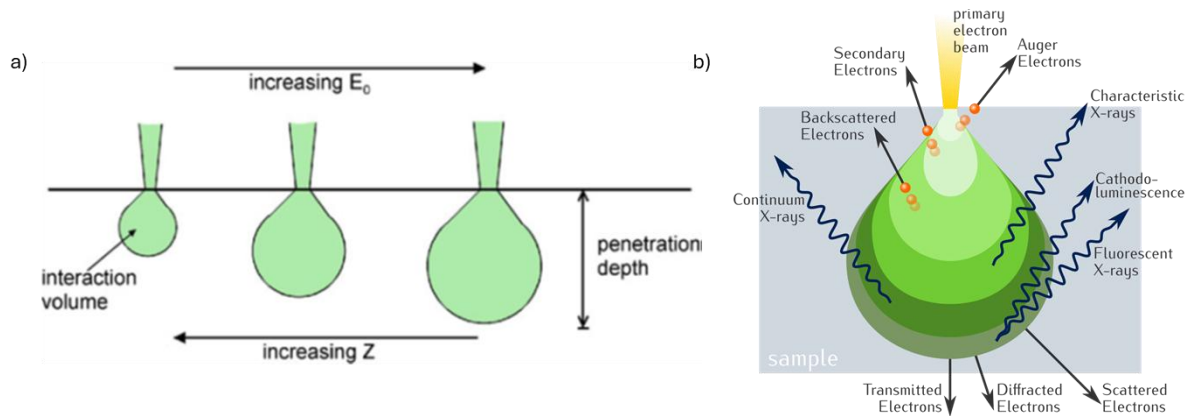 a)
increasing E₀
interaction
volume
penetration
depth
increasing Z
b)
primary
electron
beam
Secondary
Electrons
Auger
Electrons
Backscattered
Electrons
Characteristic
X-rays
Continuum
X-rays
Cathodo-
luminescence
Fluorescent
X-rays
sample
Transmitted
Electrons
Diffracted
Electrons
Scattered
Electrons